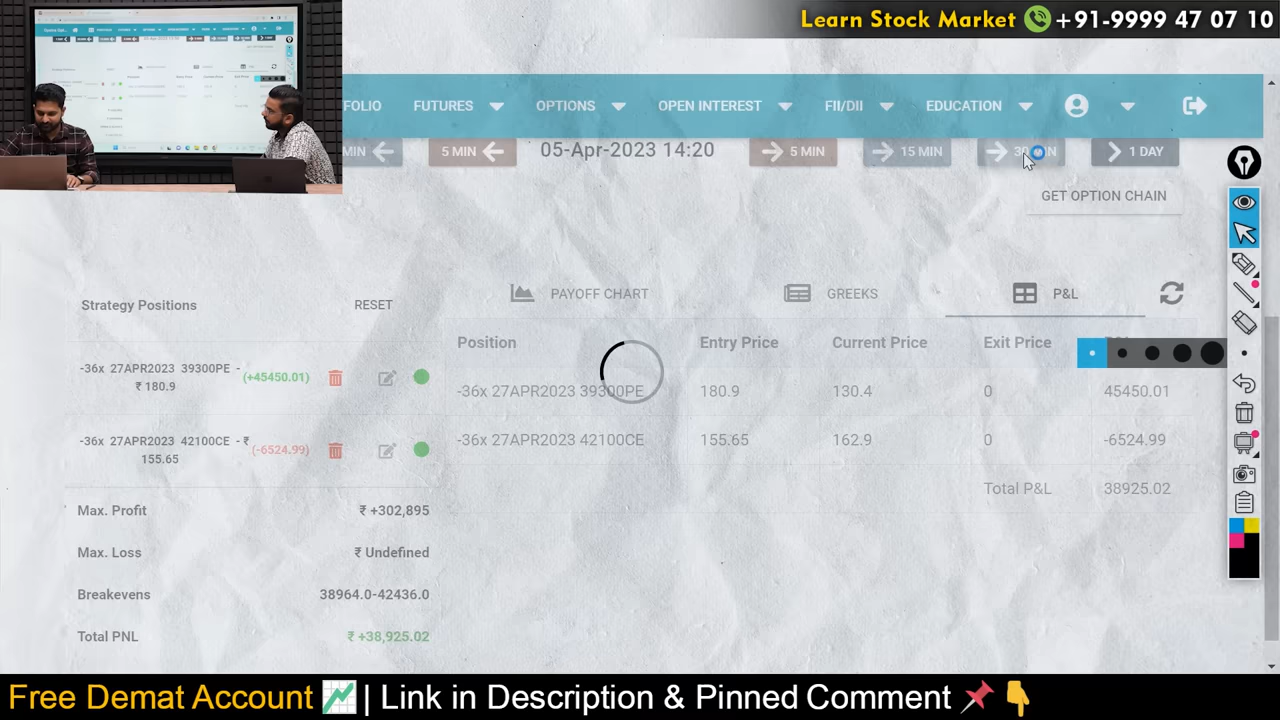 Learn Stock Market +91-9999 47 07 10
FOLIO FUTURES OPTIONS OPEN INTEREST FII/DII EDUCATION
MIN 5 MIN 05-Apr-2023 14:20 5 MIN 15 MIN 30 MIN 1 DAY
GET OPTION CHAIN
Strategy Positions RESET PAYOFF CHART GREEKS P&L
Position Entry Price Current Price Exit Price
-36x 27APR2023 39300PE -
₹ 180.9
(+45450.01)
-36x 27APR2023 39300PE 180.9 130.4 0 45450.01
-36x 27APR2023 42100CE - ₹
155.65
(-6524.99)
-36x 27APR2023 42100CE 155.65 162.9 0 -6524.99
Total P&L 38925.02
Max. Profit ₹ +302,895
Max. Loss ₹ Undefined
Breakevens 38964.0-42436.0
Total PNL ₹ +38,925.02
Free Demat Account | Link in Description & Pinned Comment